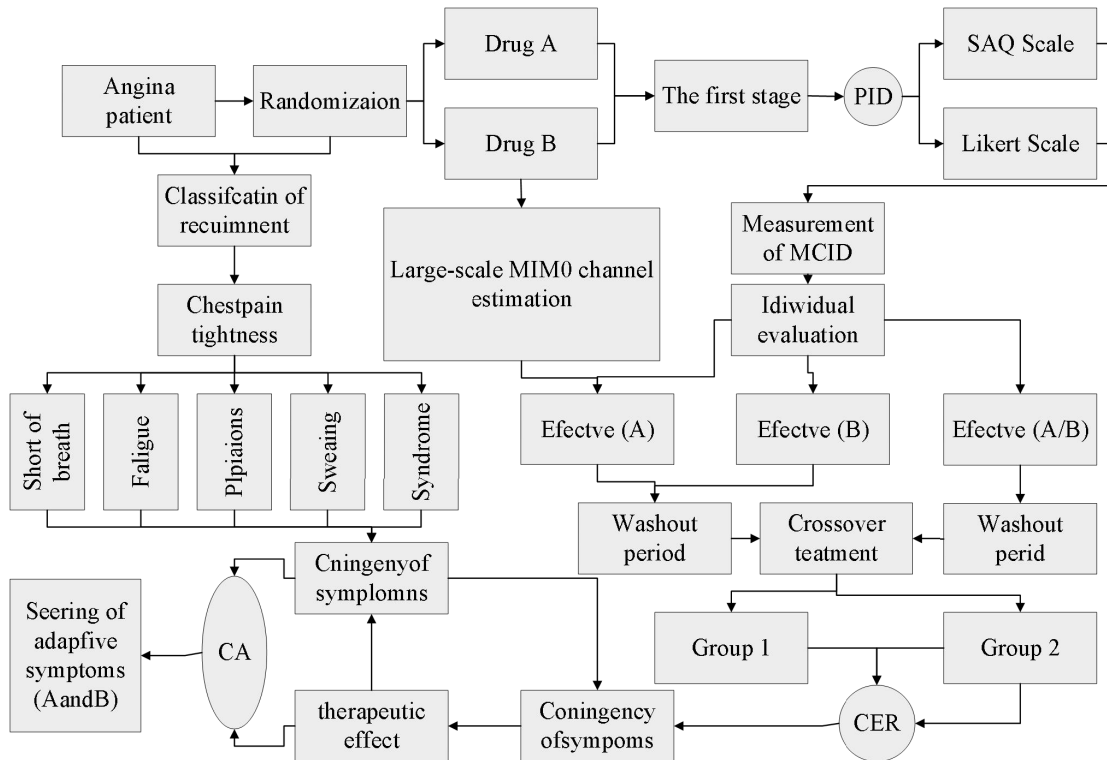 Angina
patient
Randomizaion
Drug A
Drug B
The first stage
PID
SAQ Scale
Likert Scale
Classifcatin of
recuimnent
Large-scale MIM0 channel
estimation
Measurement
of MCID
Chestpain
tightness
Idiwidual
evaluation
Short of
breath
Faligue
Plpiaions
Sweaing
Syndrome
Efectve (A)
Efectve (B)
Efectve (A/B)
Washout
period
Crossover
teatment
Washout
perid
Cningenyof
symplomns
Seering of
adapfive
symptoms
(AandB)
CA
Group 1
Group 2
therapeutic
effect
Coningency
ofsympoms
CER